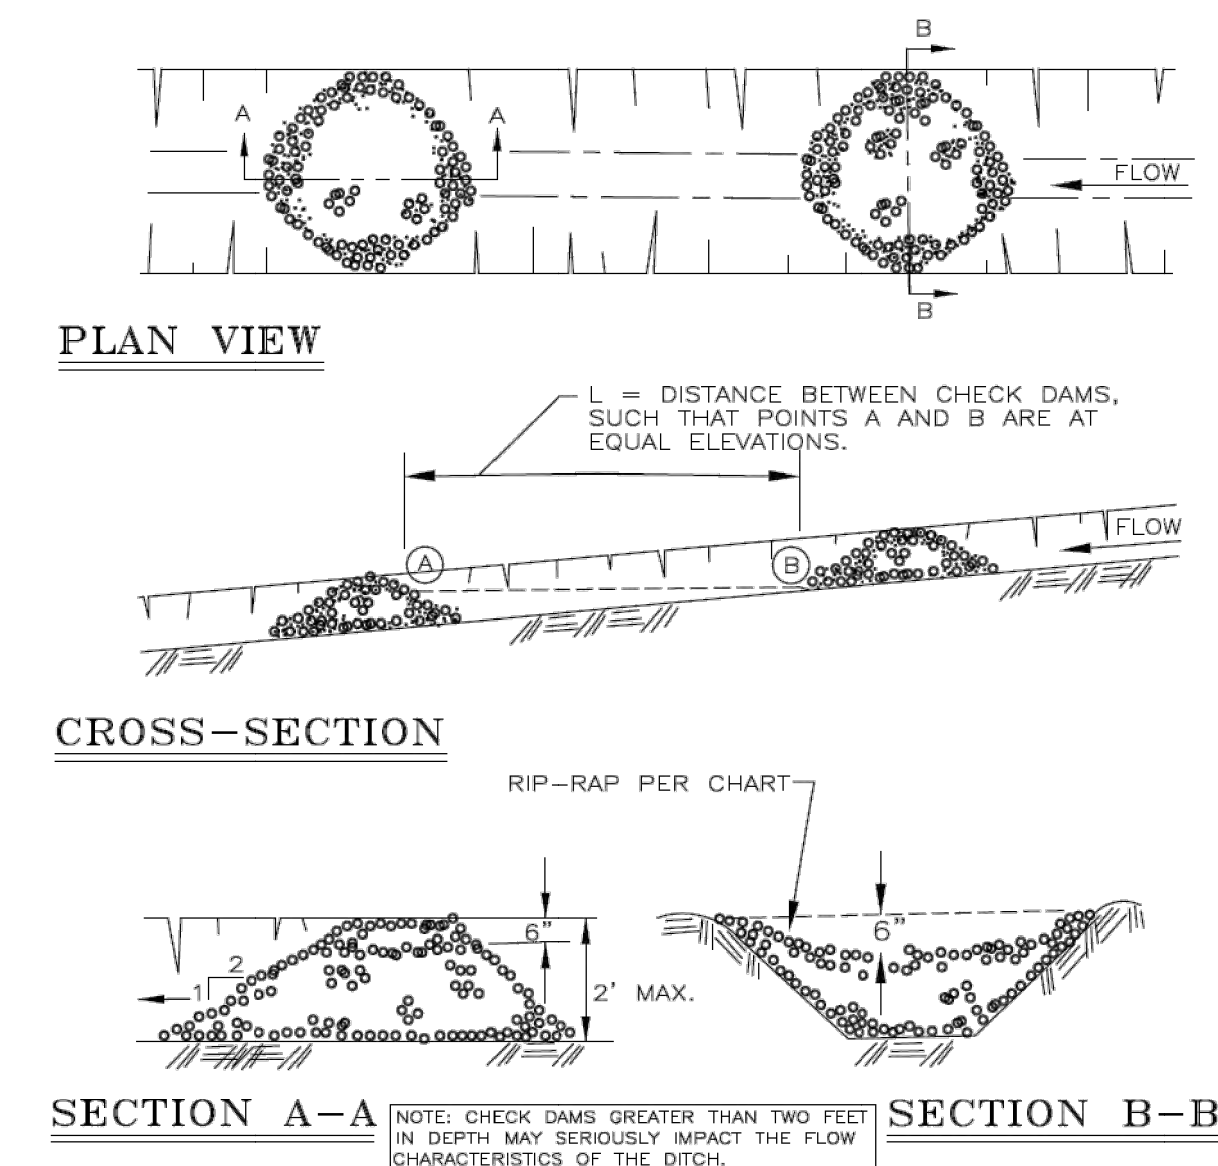 B
A
A
FLOW
B
PLAN VIEW
L = DISTANCE BETWEEN CHECK DAMS,
SUCH THAT POINTS A AND B ARE AT
EQUAL ELEVATIONS.
FLOW
A
B
CROSS-SECTION
RIP-RAP PER CHART
6"
6"
2
1
2' MAX.
SECTION A-A
NOTE: CHECK DAMS GREATER THAN TWO FEET
IN DEPTH MAY SERIOUSLY IMPACT THE FLOW
CHARACTERISTICS OF THE DITCH.
SECTION B-B